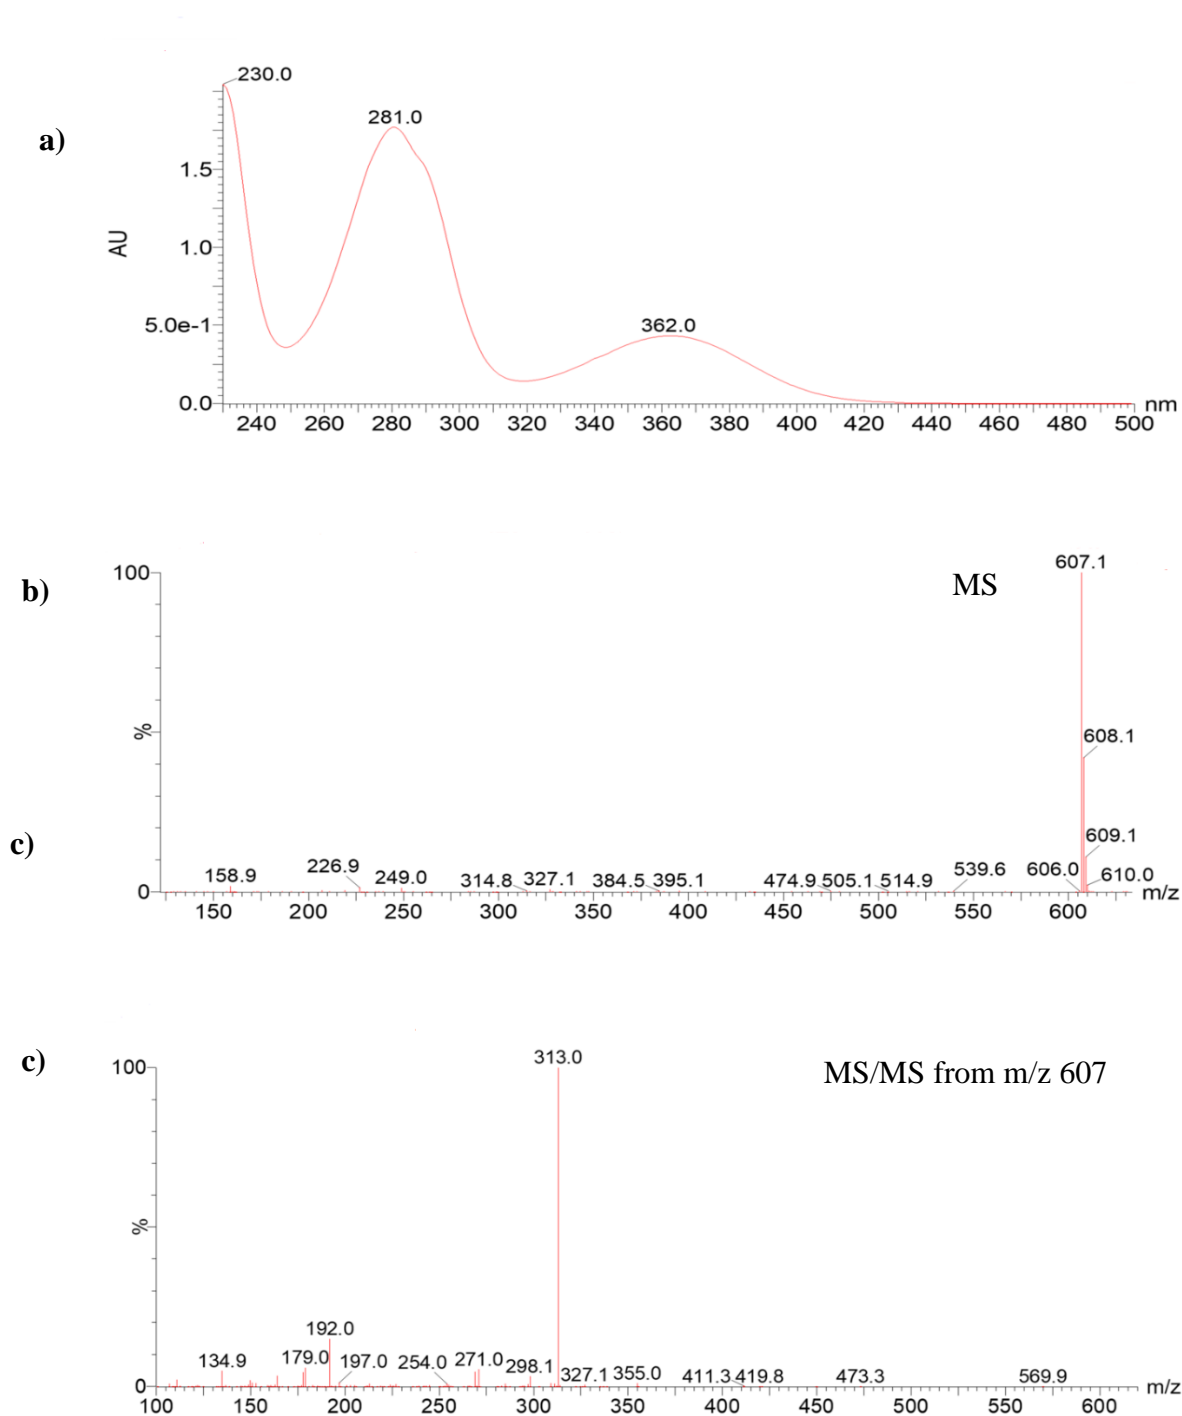 a)
230.0
281.0
1.5
AU
1.0
5.0e-1
362.0
0.0
nm
240 260 280 300 320 340 360 380 400 420 440 460 480 500
b)
MS
100
607.1
%
608.1
c)
609.1
158.9 226.9 249.0 314.8 327.1 384.5 395.1 474.9 505.1 514.9 539.6 606.0 610.0
0
m/z
150 200 250 300 350 400 450 500 550 600
c)
MS/MS from m/z 607
100
313.0
%
192.0
134.9 179.0 197.0 254.0 271.0 298.1 327.1 355.0 411.3 419.8 473.3 569.9
0
m/z
100 150 200 250 300 350 400 450 500 550 600